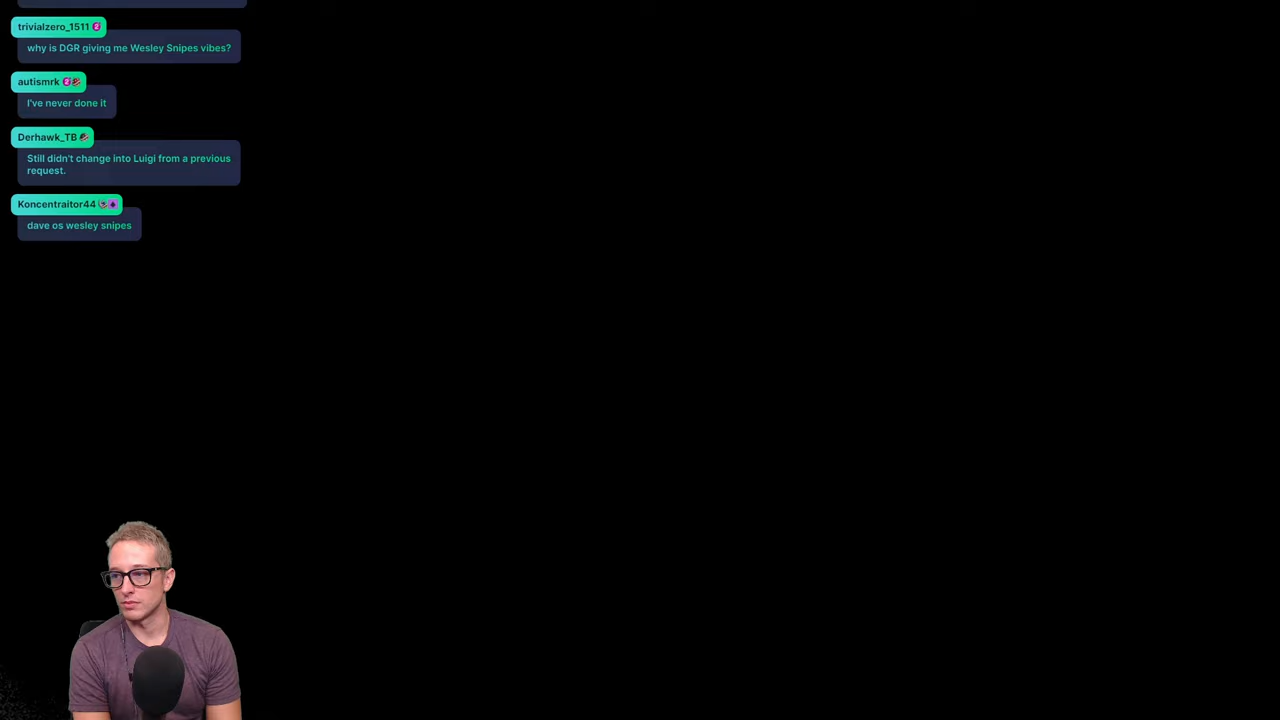 trivialzero_1511
why is DGR giving me Wesley Snipes vibes?
autismrk
I've never done it
Derhawk_TB
Still didn't change into Luigi from a previous
request.
Koncentraitor44
dave os wesley snipes